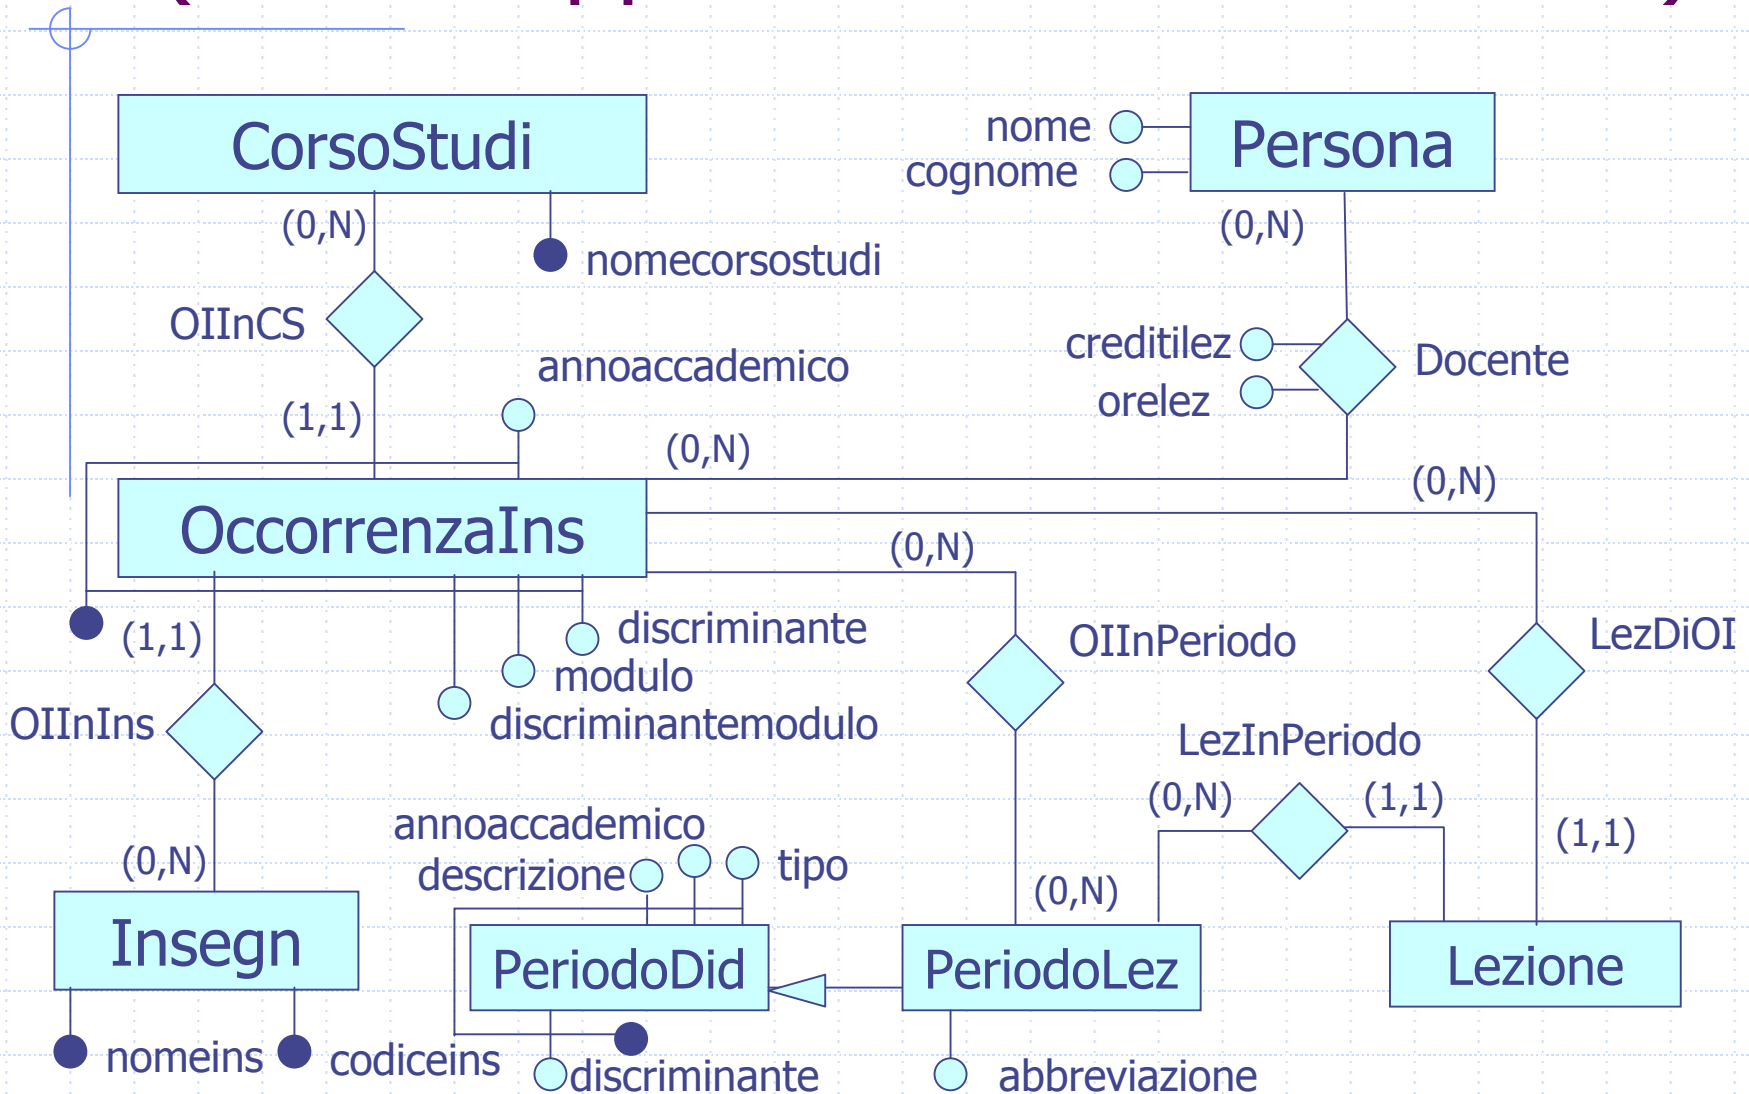 CorsoStudi
nome
cognome
Persona
(0,N)
nomecorsostudi
(0,N)
OIInCS
annoaccademico
creditilez
orelez
Docente
(1,1)
(0,N)
(0,N)
OccorrenzaIns
(0,N)
(1,1)
discriminante
modulo
discriminantemodulo
OIInPeriodo
LezDiOI
OIInIns
LezInPeriodo
(0,N)
(1,1)
(1,1)
annoaccademico
descrizione
tipo
(0,N)
(0,N)
Insegn
PeriodoDid
PeriodoLez
Lezione
nomeins
codiceins
discriminante
abbreviazione